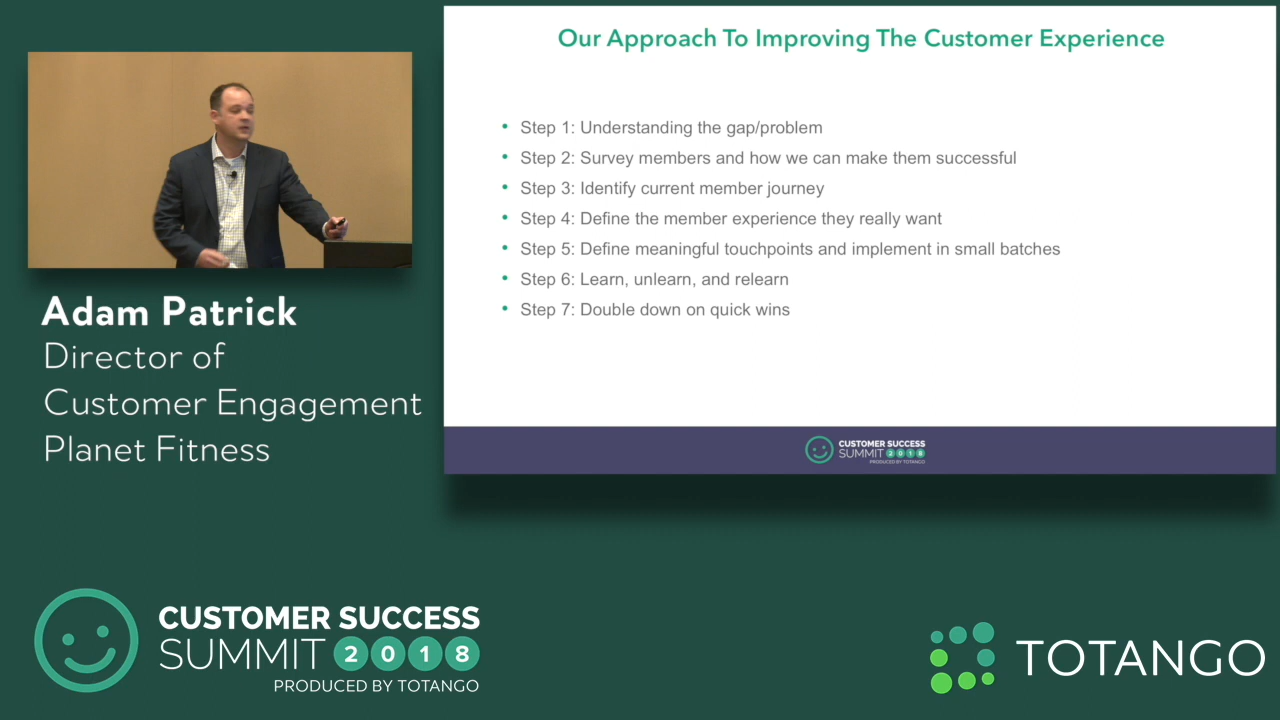 Our Approach To Improving The Customer Experience
• Step 1: Understanding the gap/problem
• Step 2: Survey members and how we can make them successful
• Step 3: Identify current member journey
• Step 4: Define the member experience they really want
• Step 5: Define meaningful touchpoints and implement in small batches
• Step 6: Learn, unlearn, and relearn
• Step 7: Double down on quick wins
CUSTOMER SUCCESS
SUMMIT 2018
PRODUCED BY TOTANGO
Adam Patrick
Director of
Customer Engagement
Planet Fitness
CUSTOMER SUCCESS
SUMMIT 2018
PRODUCED BY TOTANGO
TOTANGO